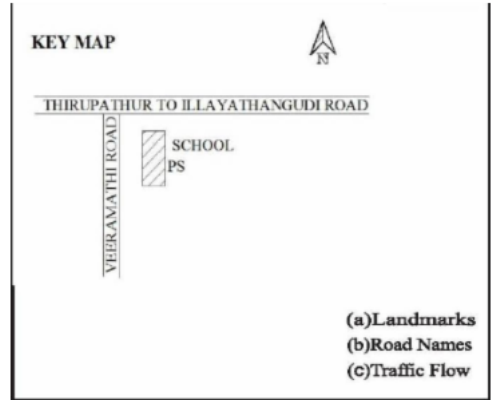 KEY MAP
N
THIRUPATHUR TO ILLAYATHANGUDI ROAD
VEERAMATHI ROAD
SCHOOL
PS
(a)Landmarks
(b)Road Names
(c)Traffic Flow